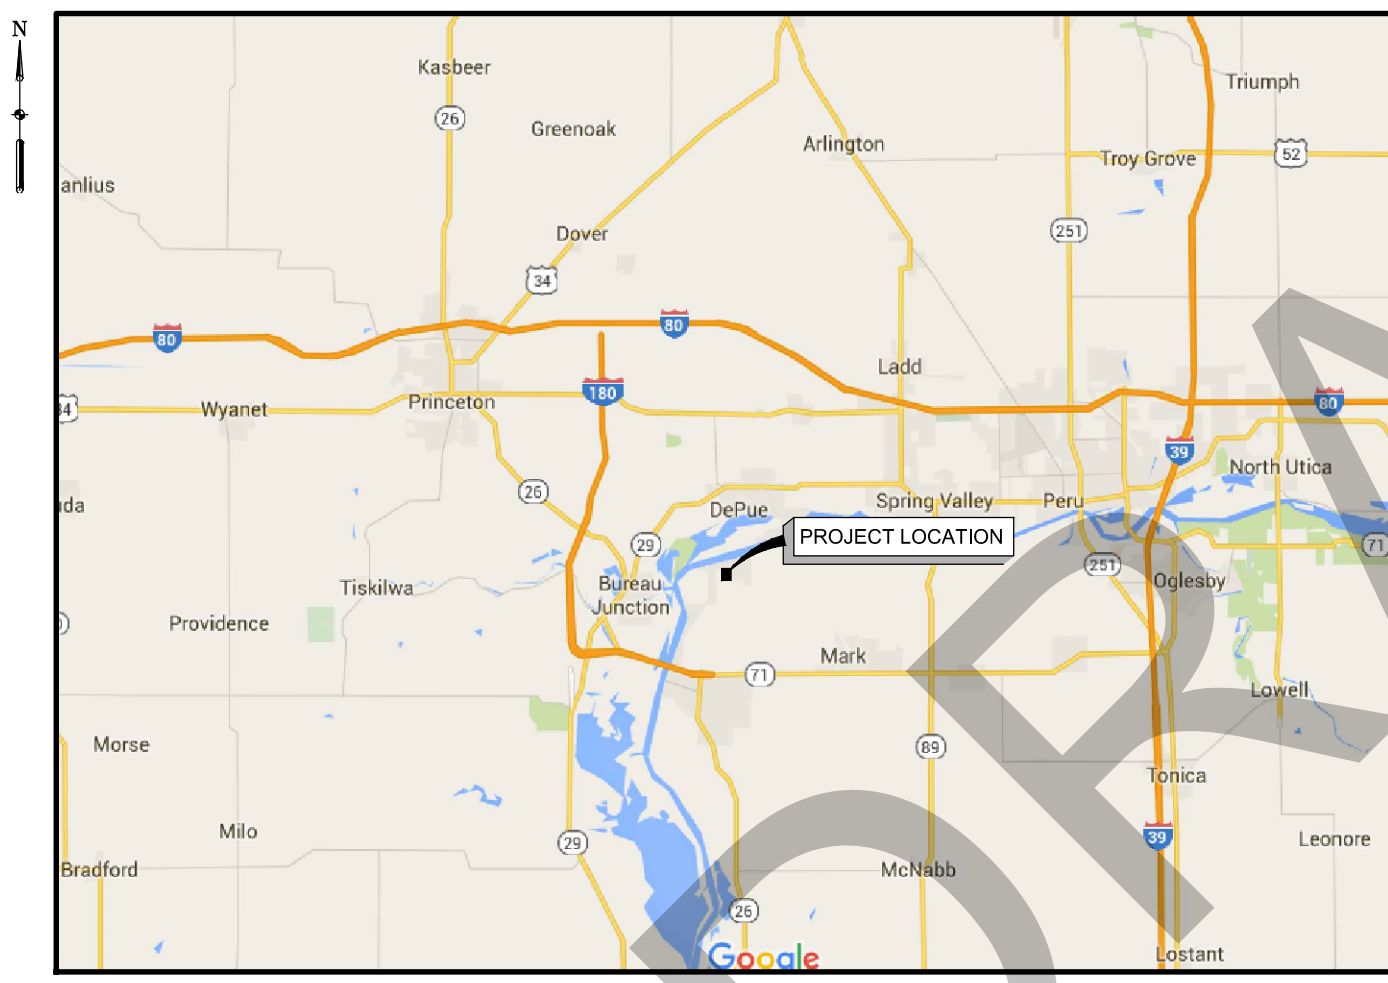 N
Kasbeer
Triumph
26
Greenoak
Arlington
Troy Grove
52
anlius
251
Dover
34
80
80
Ladd
180
Princeton
34
Wyanet
80
39
North Utica
26
DePue
Spring Valley
Peru
uda
PROJECT LOCATION
29
71
251
Bureau
Junction
Tiskilwa
Oglesby
Providence
Mark
71
Lowell
Morse
89
Tonica
Milo
29
39
Leonore
Bradford
McNabb
26
Google
Lostant